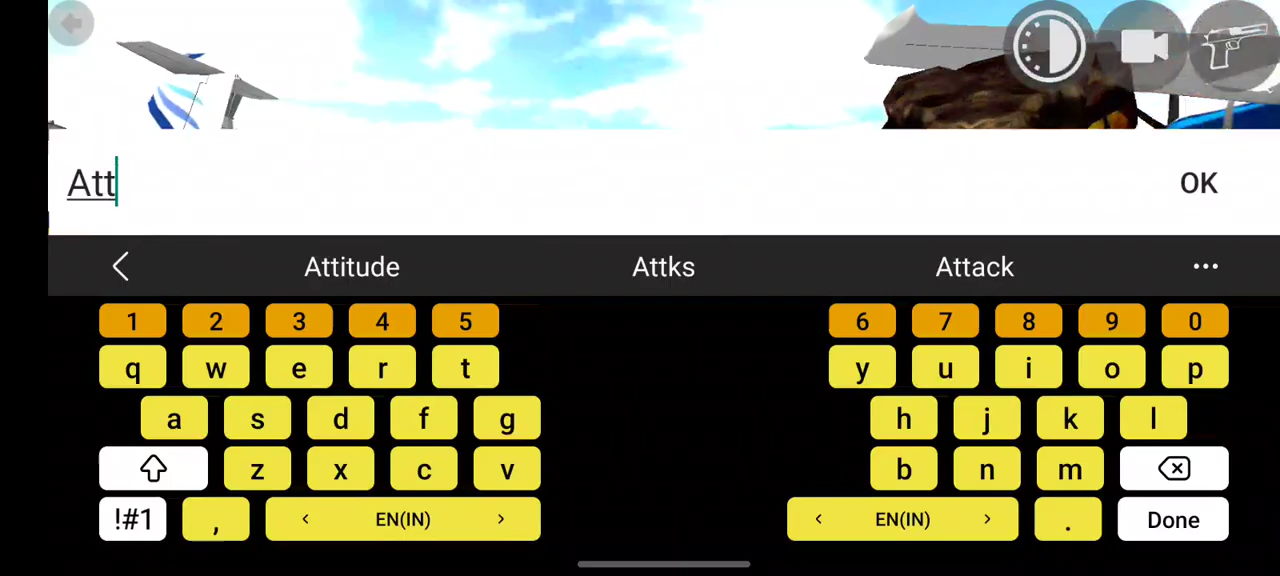 Att
OK
Attitude Attks Attack ...
1 2 3 4 5 6 7 8 9 0
q w e r t y u i o p
a s d f g h j k l
z x c v b n m
!#1 , < EN(IN) > < EN(IN) > . Done